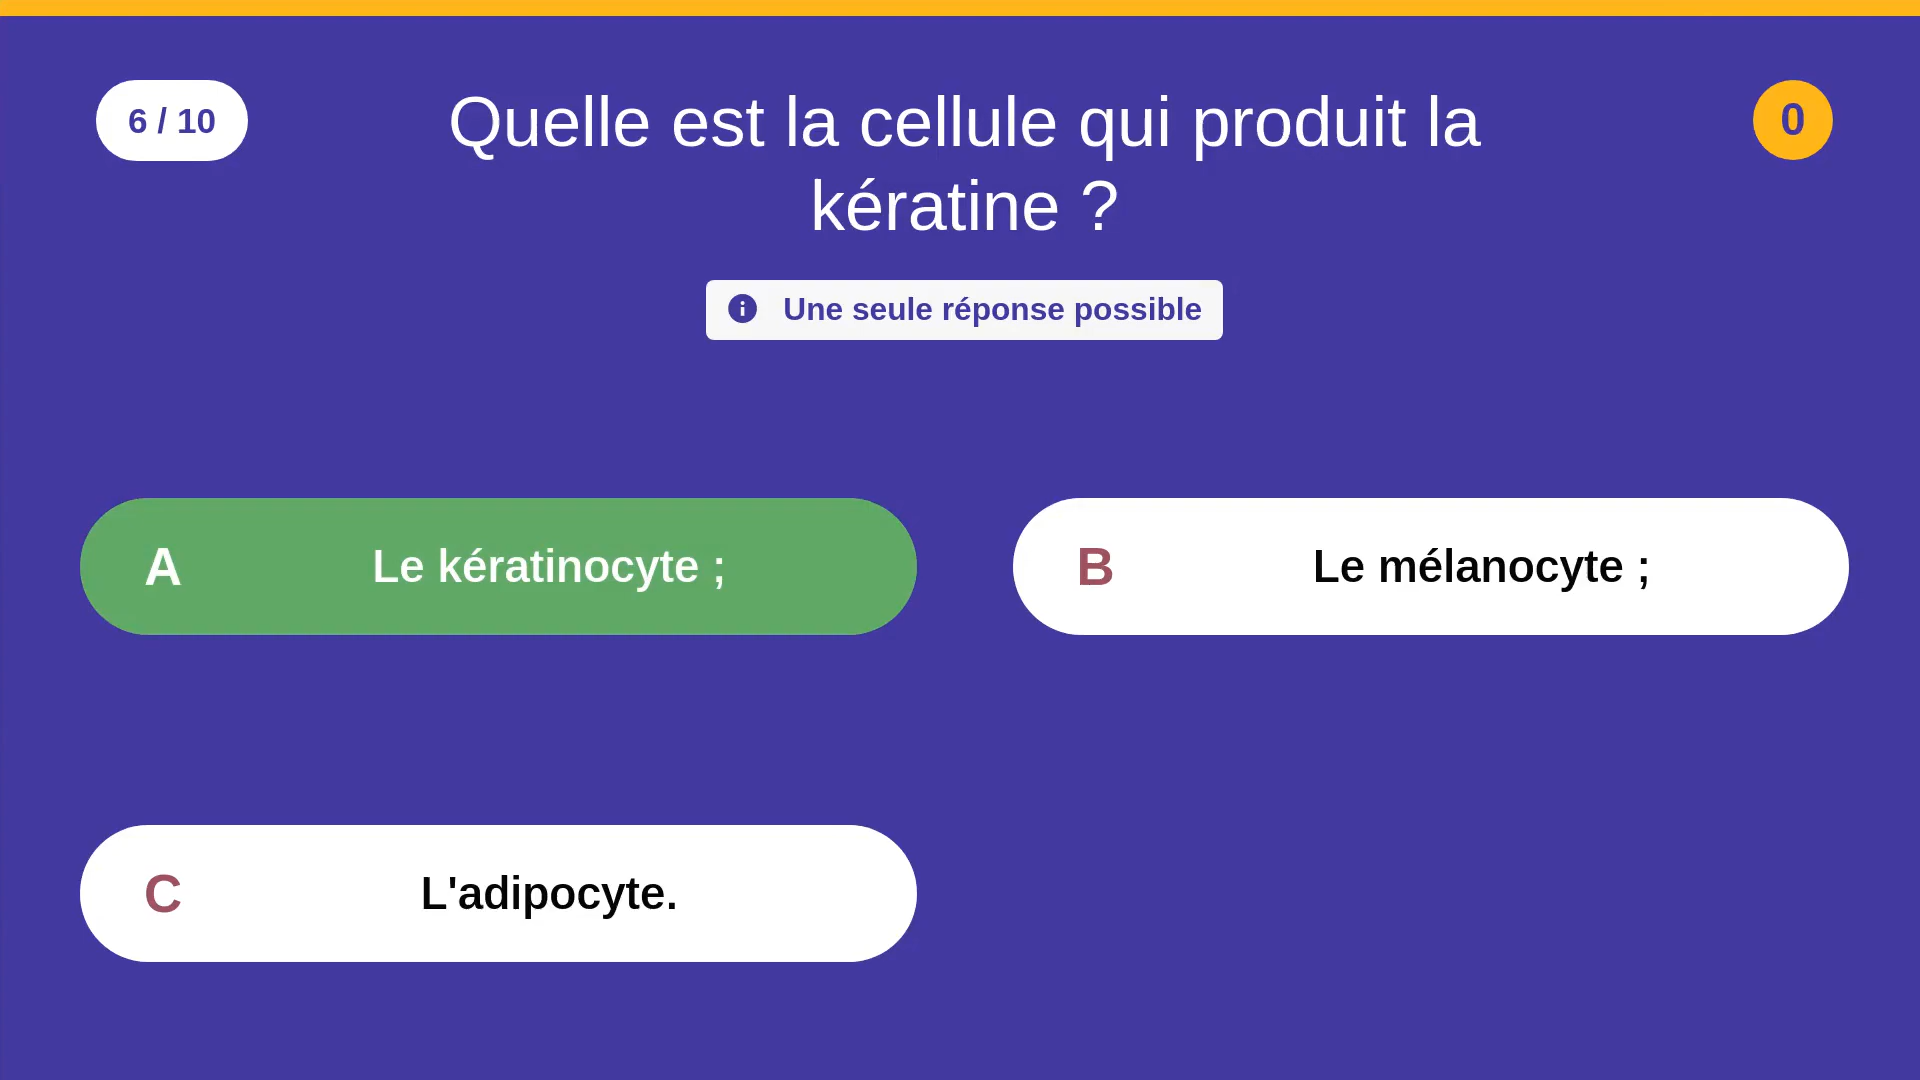 6 / 10
Quelle est la cellule qui produit la
kératine ?
0
Une seule réponse possible
A Le kératinocyte ;
B Le mélanocyte ;
C L'adipocyte.